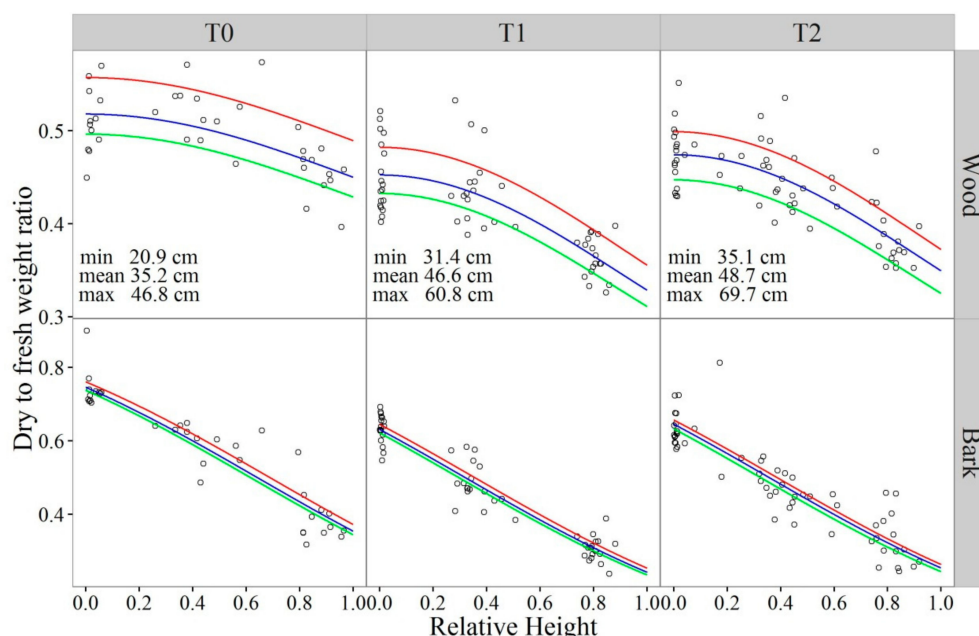 T0 T1 T2
Dry to fresh weight ratio
0.5
0.4
0.3
min 20.9 cm
mean 35.2 cm
max 46.8 cm
min 31.4 cm
mean 46.6 cm
max 60.8 cm
min 35.1 cm
mean 48.7 cm
max 69.7 cm
Wood
0.8
0.6
0.4
Bark
0.0 0.2 0.4 0.6 0.8 1.0 0.0 0.2 0.4 0.6 0.8 1.0 0.0 0.2 0.4 0.6 0.8 1.0
Relative Height